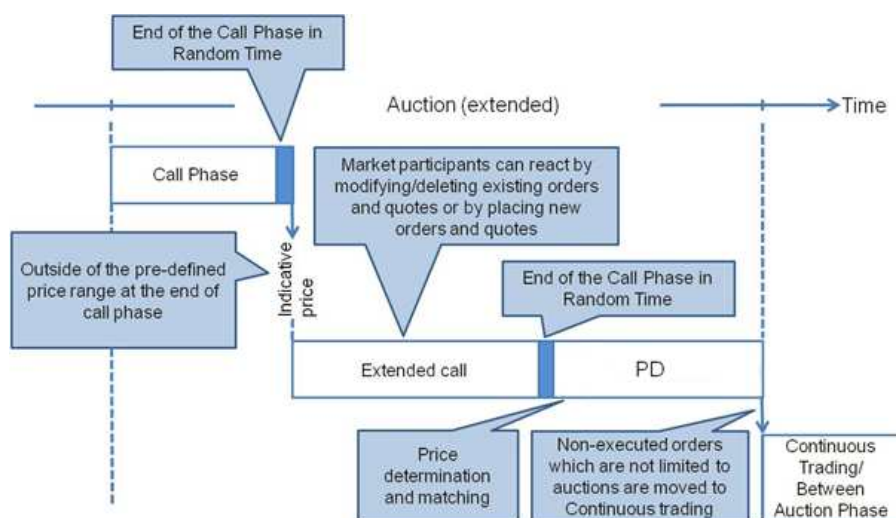 End of the Call Phase in
Random Time
Auction (extended)
Time
Call Phase
Market participants can react by
modifying/deleting existing orders
and quotes or by placing new
orders and quotes
Outside of the pre-defined
price range at the end of
call phase
Indicative
price
End of the Call Phase in
Random Time
Extended call
PD
Price
determination
and matching
Non-executed orders
which are not limited to
auctions are moved to
Continuous trading
Continuous
Trading/
Between
Auction Phase